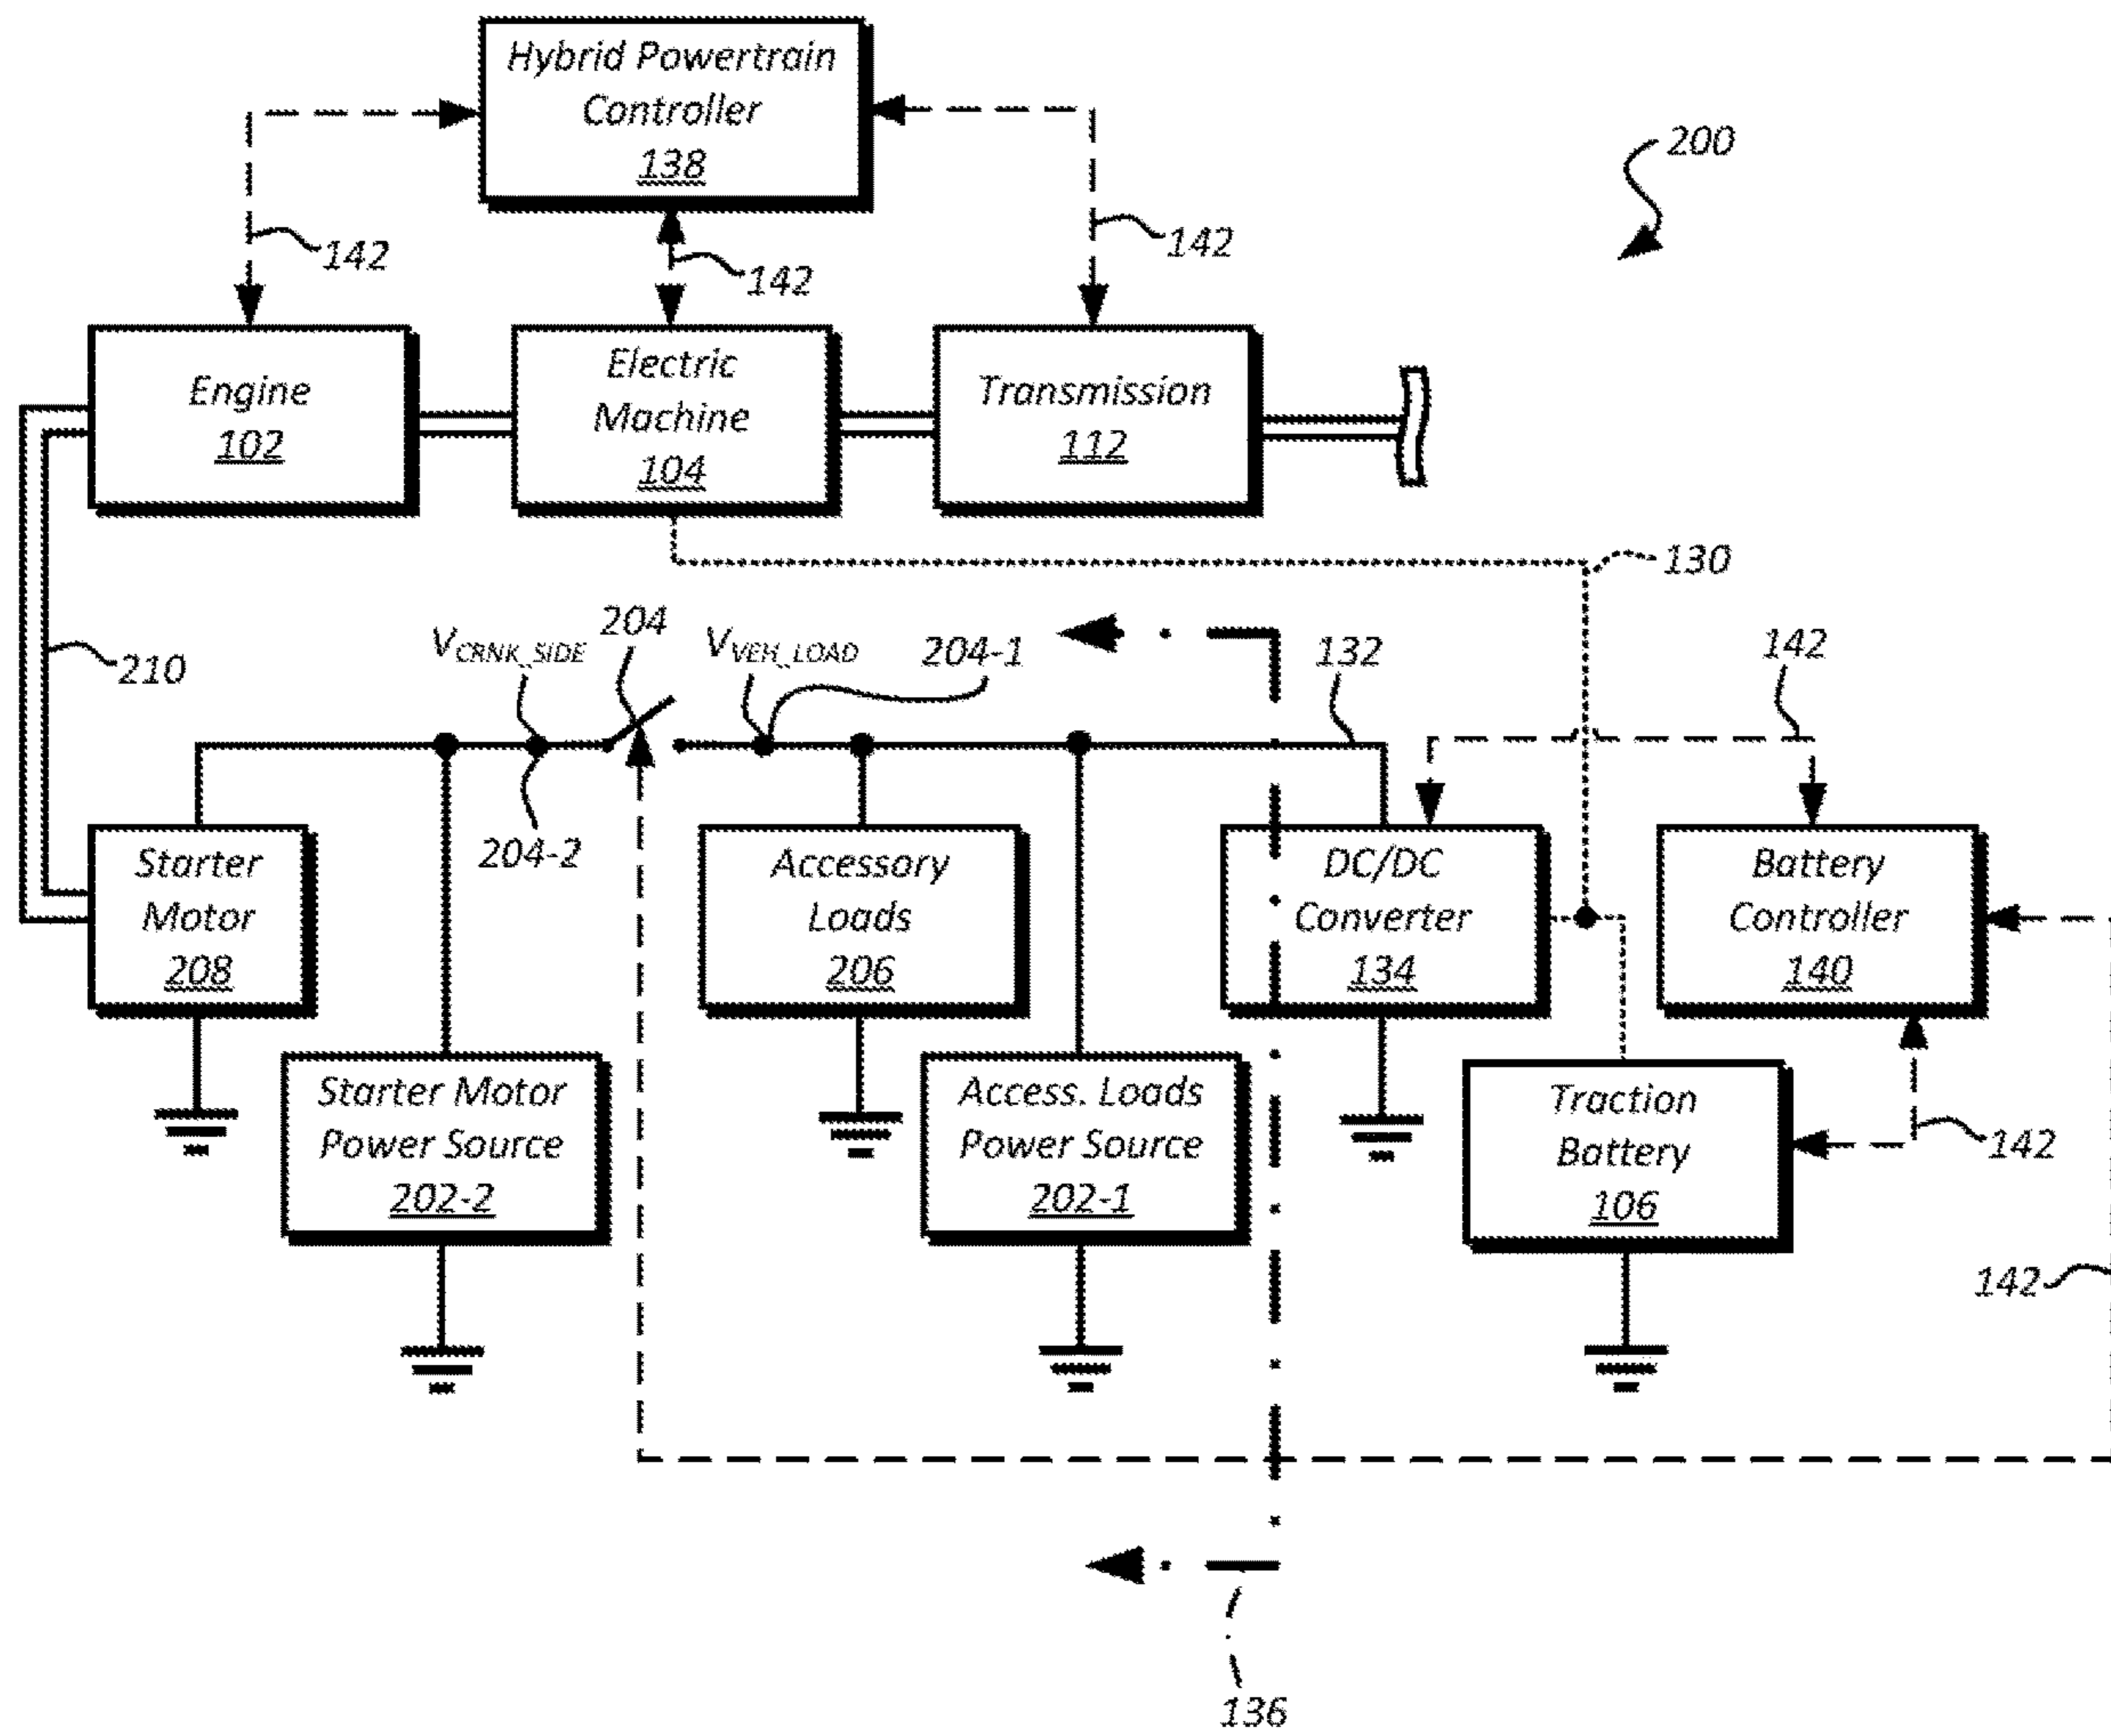 Hybrid Powertrain
Controller
138
200
142
142
142
Engine
102
Electric
Machine
104
Transmission
112
130
210
V_CRNK_SIDE
204
V_VEH_LOAD
204-1
132
142
204-2
Starter
Motor
208
Accessory
Loads
206
DC/DC
Converter
134
Battery
Controller
140
Starter Motor
Power Source
202-2
Access. Loads
Power Source
202-1
Traction
Battery
106
142
142
136